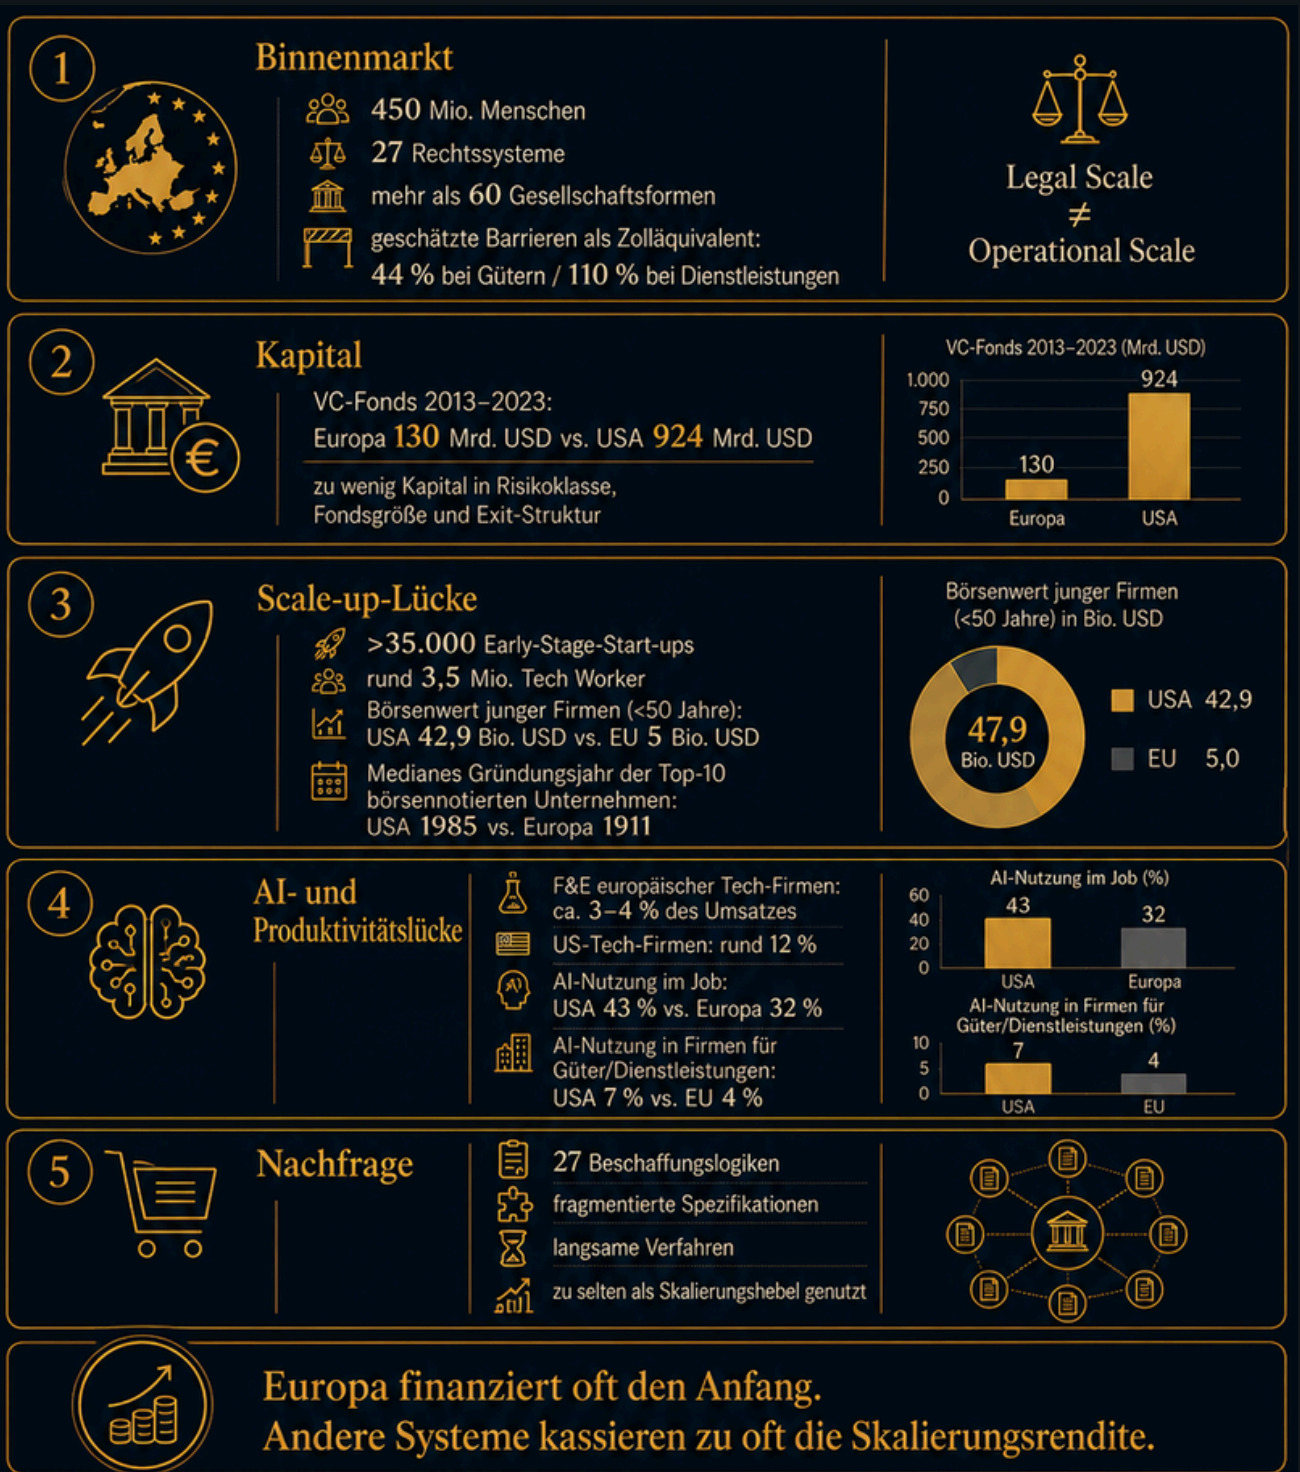 1
Binnenmarkt
450 Mio. Menschen
27 Rechtssysteme
mehr als 60 Gesellschaftsformen
geschätzte Barrieren als Zolläquivalent:
44 % bei Gütern / 110 % bei Dienstleistungen
Legal Scale
≠
Operational Scale
2
€
Kapital
VC-Fonds 2013–2023:
Europa 130 Mrd. USD vs. USA 924 Mrd. USD
zu wenig Kapital in Risikoklasse,
Fondsgröße und Exit-Struktur
VC-Fonds 2013–2023 (Mrd. USD)
1.000
750
500
250
0
130
924
Europa
USA
3
Scale-up-Lücke
>35.000 Early-Stage-Start-ups
rund 3,5 Mio. Tech Worker
Börsenwert junger Firmen (<50 Jahre):
USA 42,9 Bio. USD vs. EU 5 Bio. USD
Medianes Gründungsjahr der Top-10
börsennotierten Unternehmen:
USA 1985 vs. Europa 1911
Börsenwert junger Firmen
(<50 Jahre) in Bio. USD
47,9
Bio. USD
USA 42,9
EU 5,0
4
AI- und
Produktivitätslücke
F&E europäischer Tech-Firmen:
ca. 3–4 % des Umsatzes
US-Tech-Firmen: rund 12 %
AI-Nutzung im Job:
USA 43 % vs. Europa 32 %
AI-Nutzung in Firmen für
Güter/Dienstleistungen:
USA 7 % vs. EU 4 %
AI-Nutzung im Job (%)
60
40
20
0
43
32
USA
Europa
AI-Nutzung in Firmen für
Güter/Dienstleistungen (%)
10
5
0
7
4
USA
EU
5
Nachfrage
27 Beschaffungslogiken
fragmentierte Spezifikationen
langsame Verfahren
zu selten als Skalierungshebel genutzt
Europa finanziert oft den Anfang.
Andere Systeme kassieren zu oft die Skalierungsrendite.